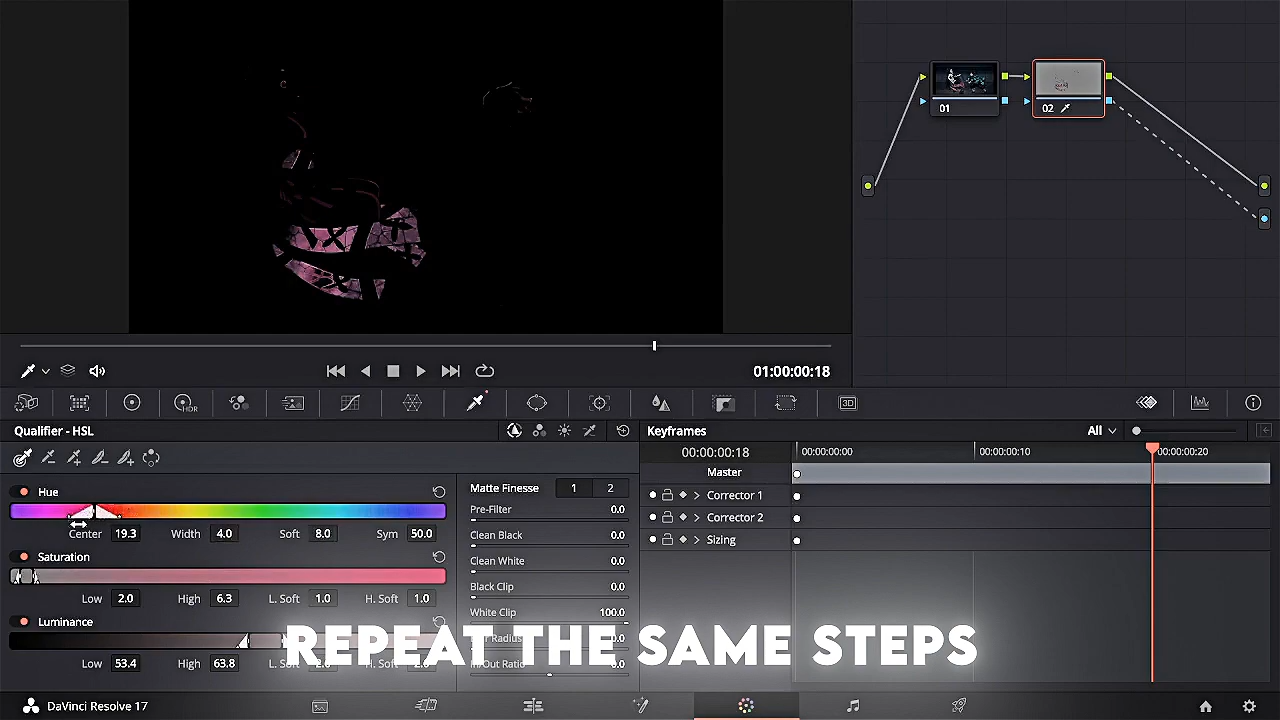 01
02
01:00:00:18
HDR
3D
Qualifier - HSL
Keyframes
All
00:00:00:18
00:00:00:00
00:00:00:10
00:00:00:20
Master
Corrector 1
Corrector 2
Sizing
Hue
Center 19.3 Width 4.0 Soft 8.0 Sym 50.0
Saturation
Low 2.0 High 6.3 L. Soft 1.0 H. Soft 1.0
Luminance
Low 53.4 High 63.8
Matte Finesse 1 2
Pre-Filter 0.0
Clean Black 0.0
Clean White 0.0
Black Clip 0.0
White Clip 100.0
REPEAT THE SAME STEPS
DaVinci Resolve 17